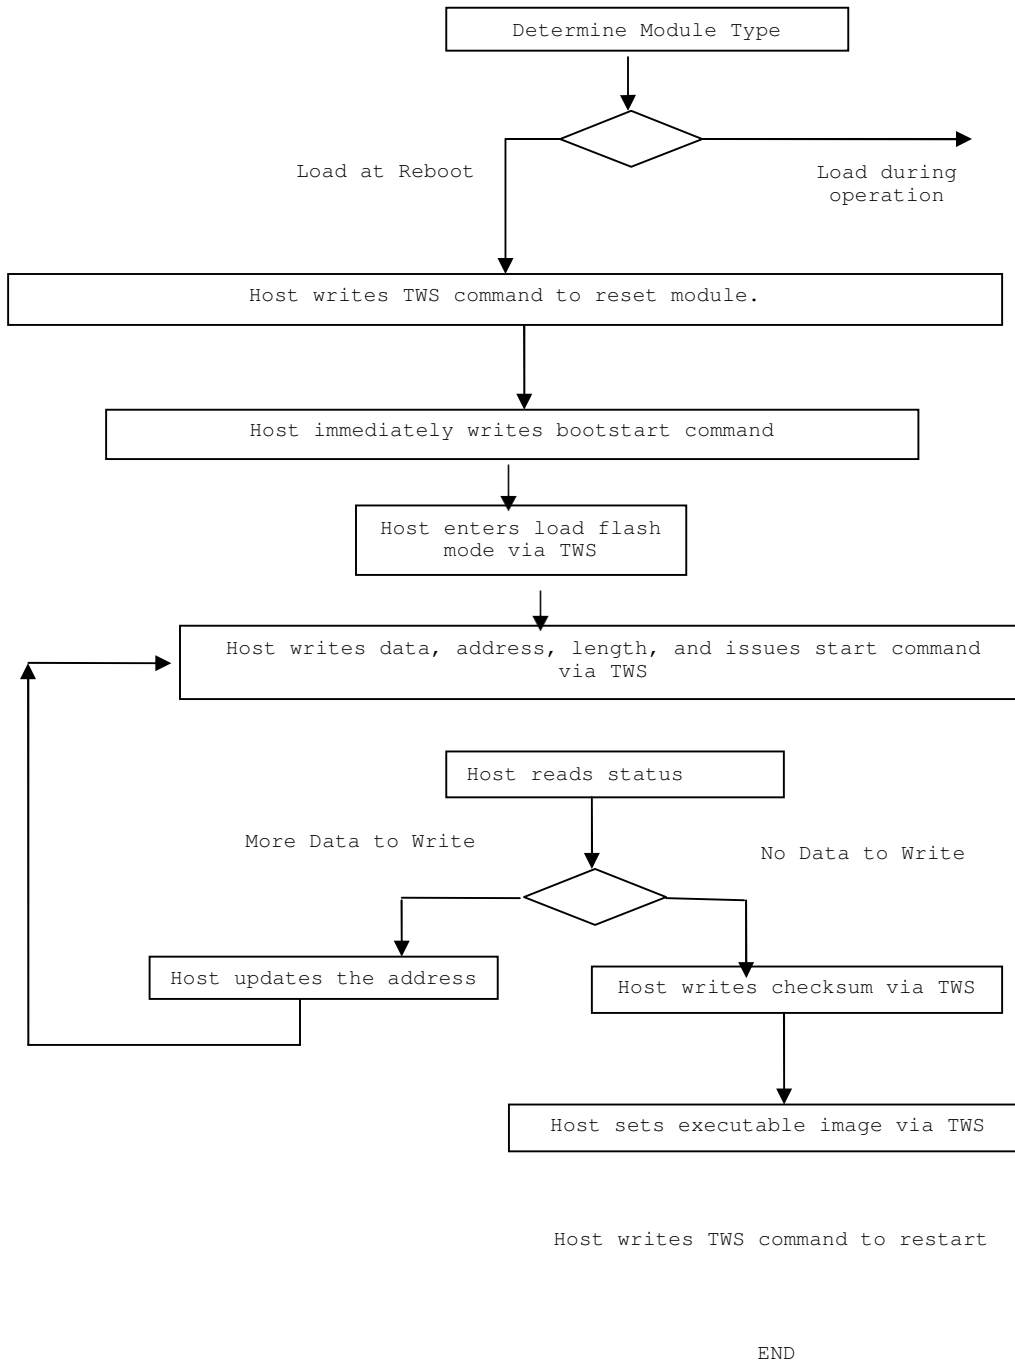 Determine Module Type
Load at Reboot
Load during
operation
Host writes TWS command to reset module.
Host immediately writes bootstart command
Host enters load flash
mode via TWS
Host writes data, address, length, and issues start command
via TWS
Host reads status
More Data to Write
No Data to Write
Host updates the address
Host writes checksum via TWS
Host sets executable image via TWS
Host writes TWS command to restart
END